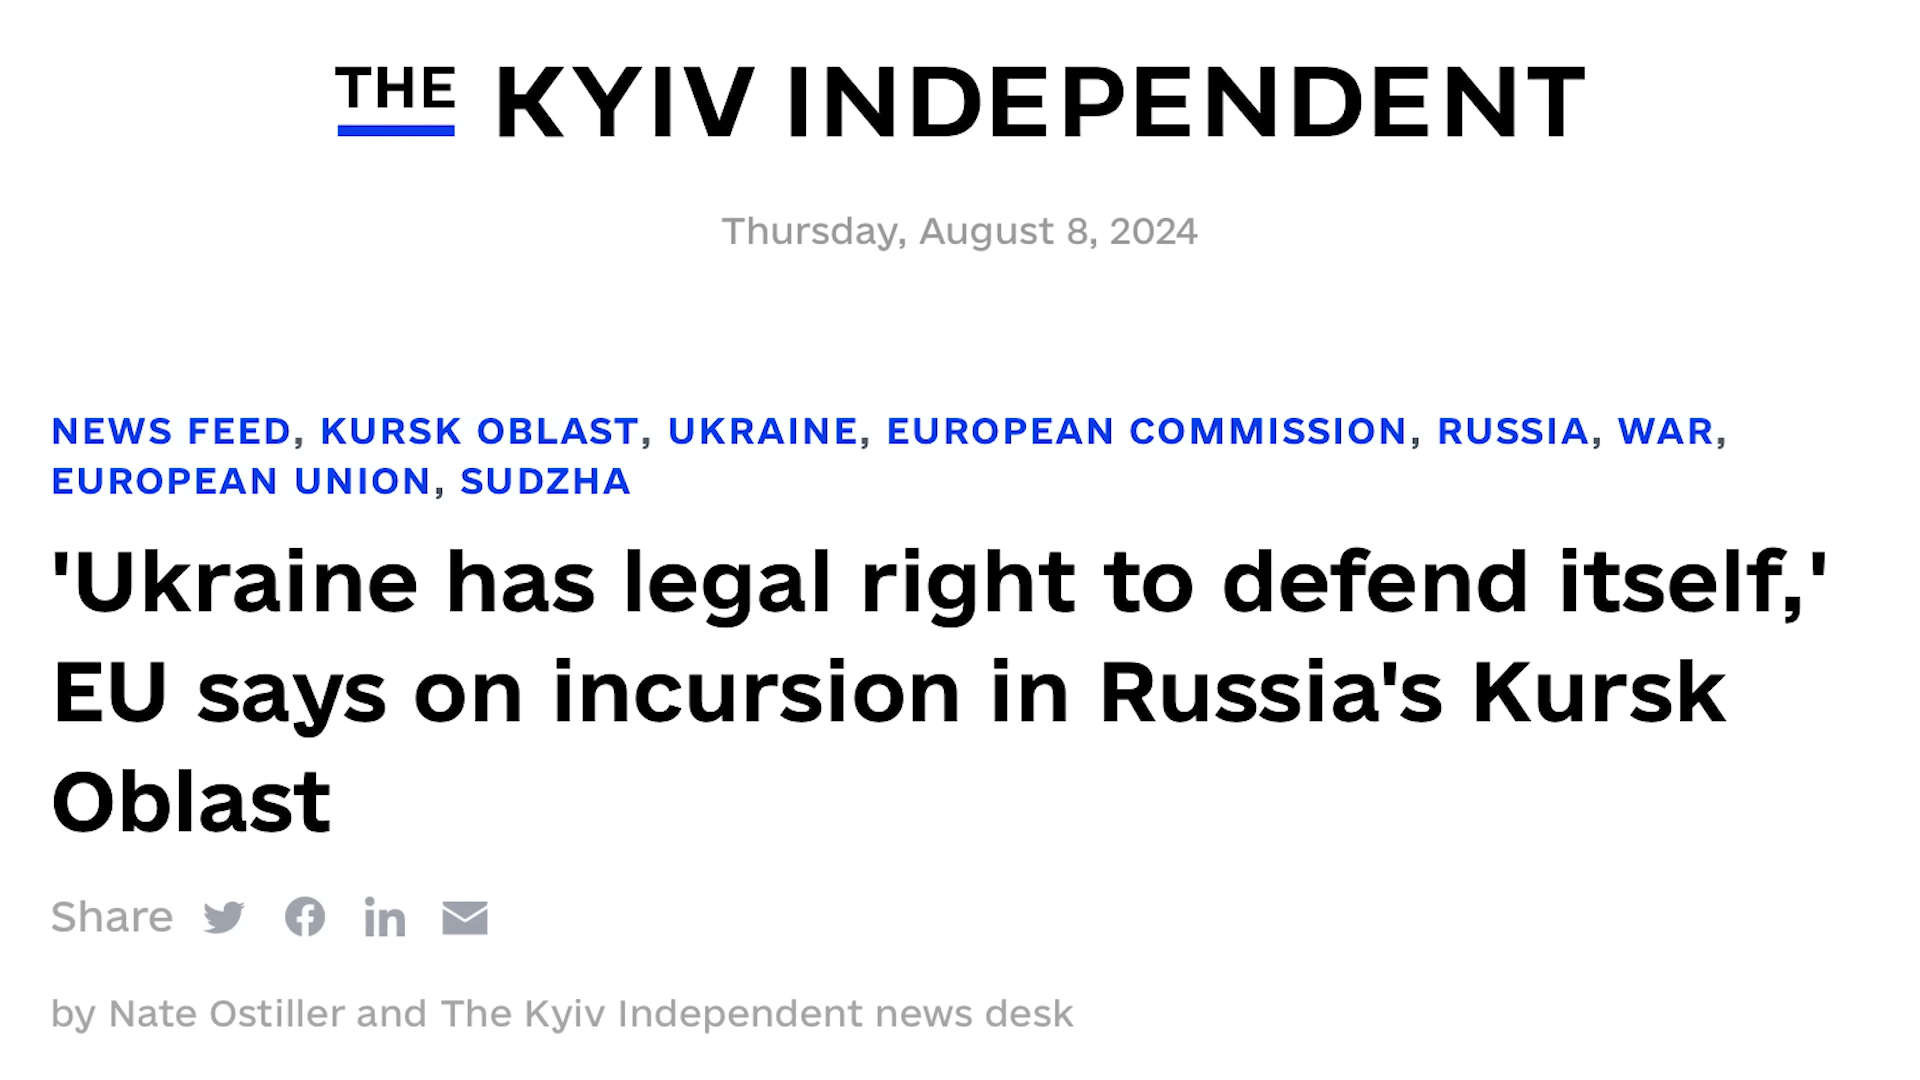 THE KYIV INDEPENDENT
Thursday, August 8, 2024
NEWS FEED, KURSK OBLAST, UKRAINE, EUROPEAN COMMISSION, RUSSIA, WAR,
EUROPEAN UNION, SUDZHA
'Ukraine has legal right to defend itself,'
EU says on incursion in Russia's Kursk
Oblast
Share
by Nate Ostiller and The Kyiv Independent news desk